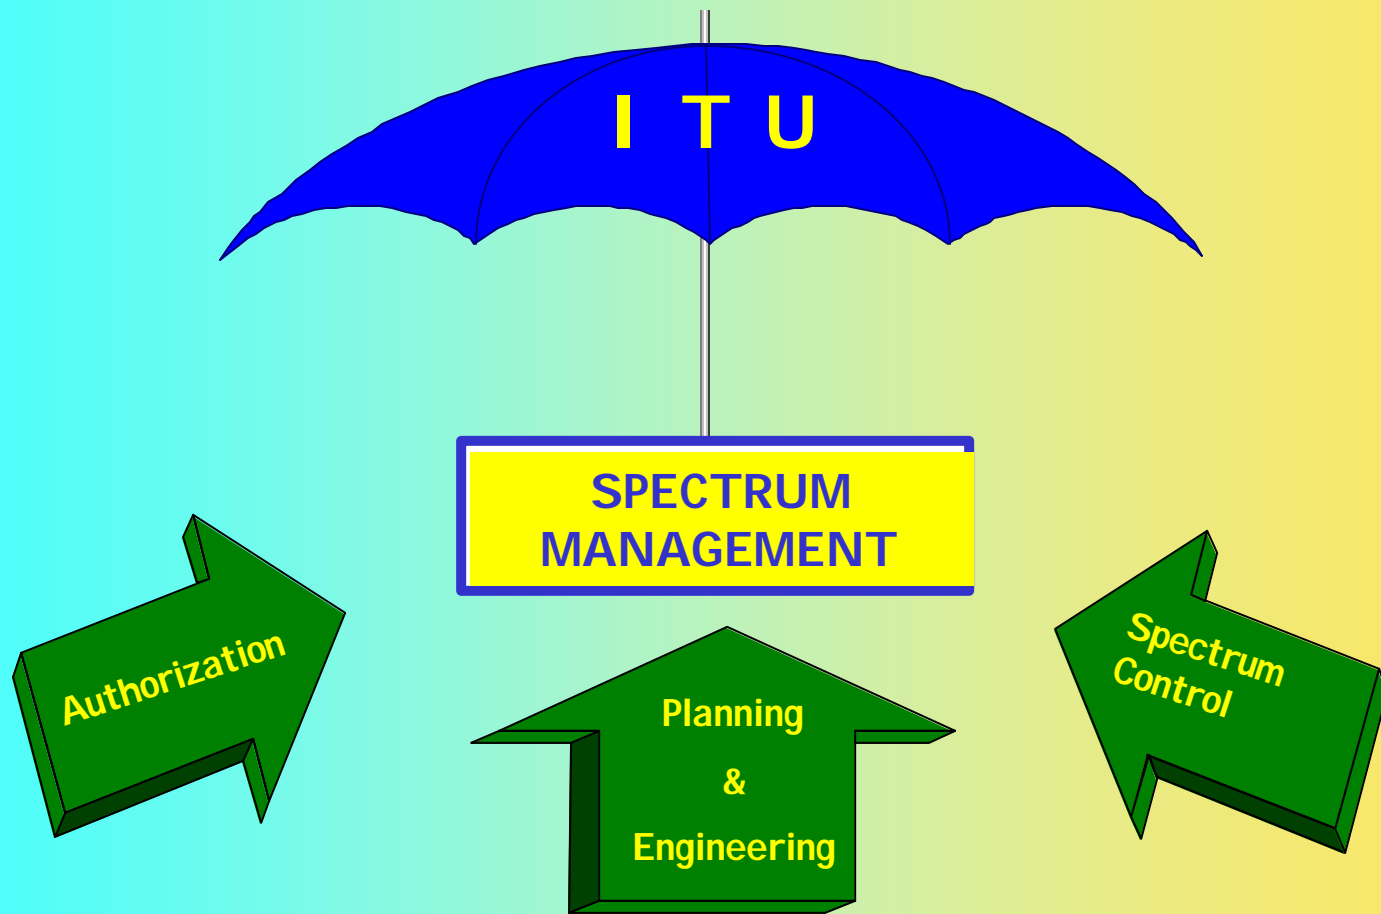 I T U
SPECTRUM
MANAGEMENT
Authorization
Planning
&
Engineering
Spectrum
Control